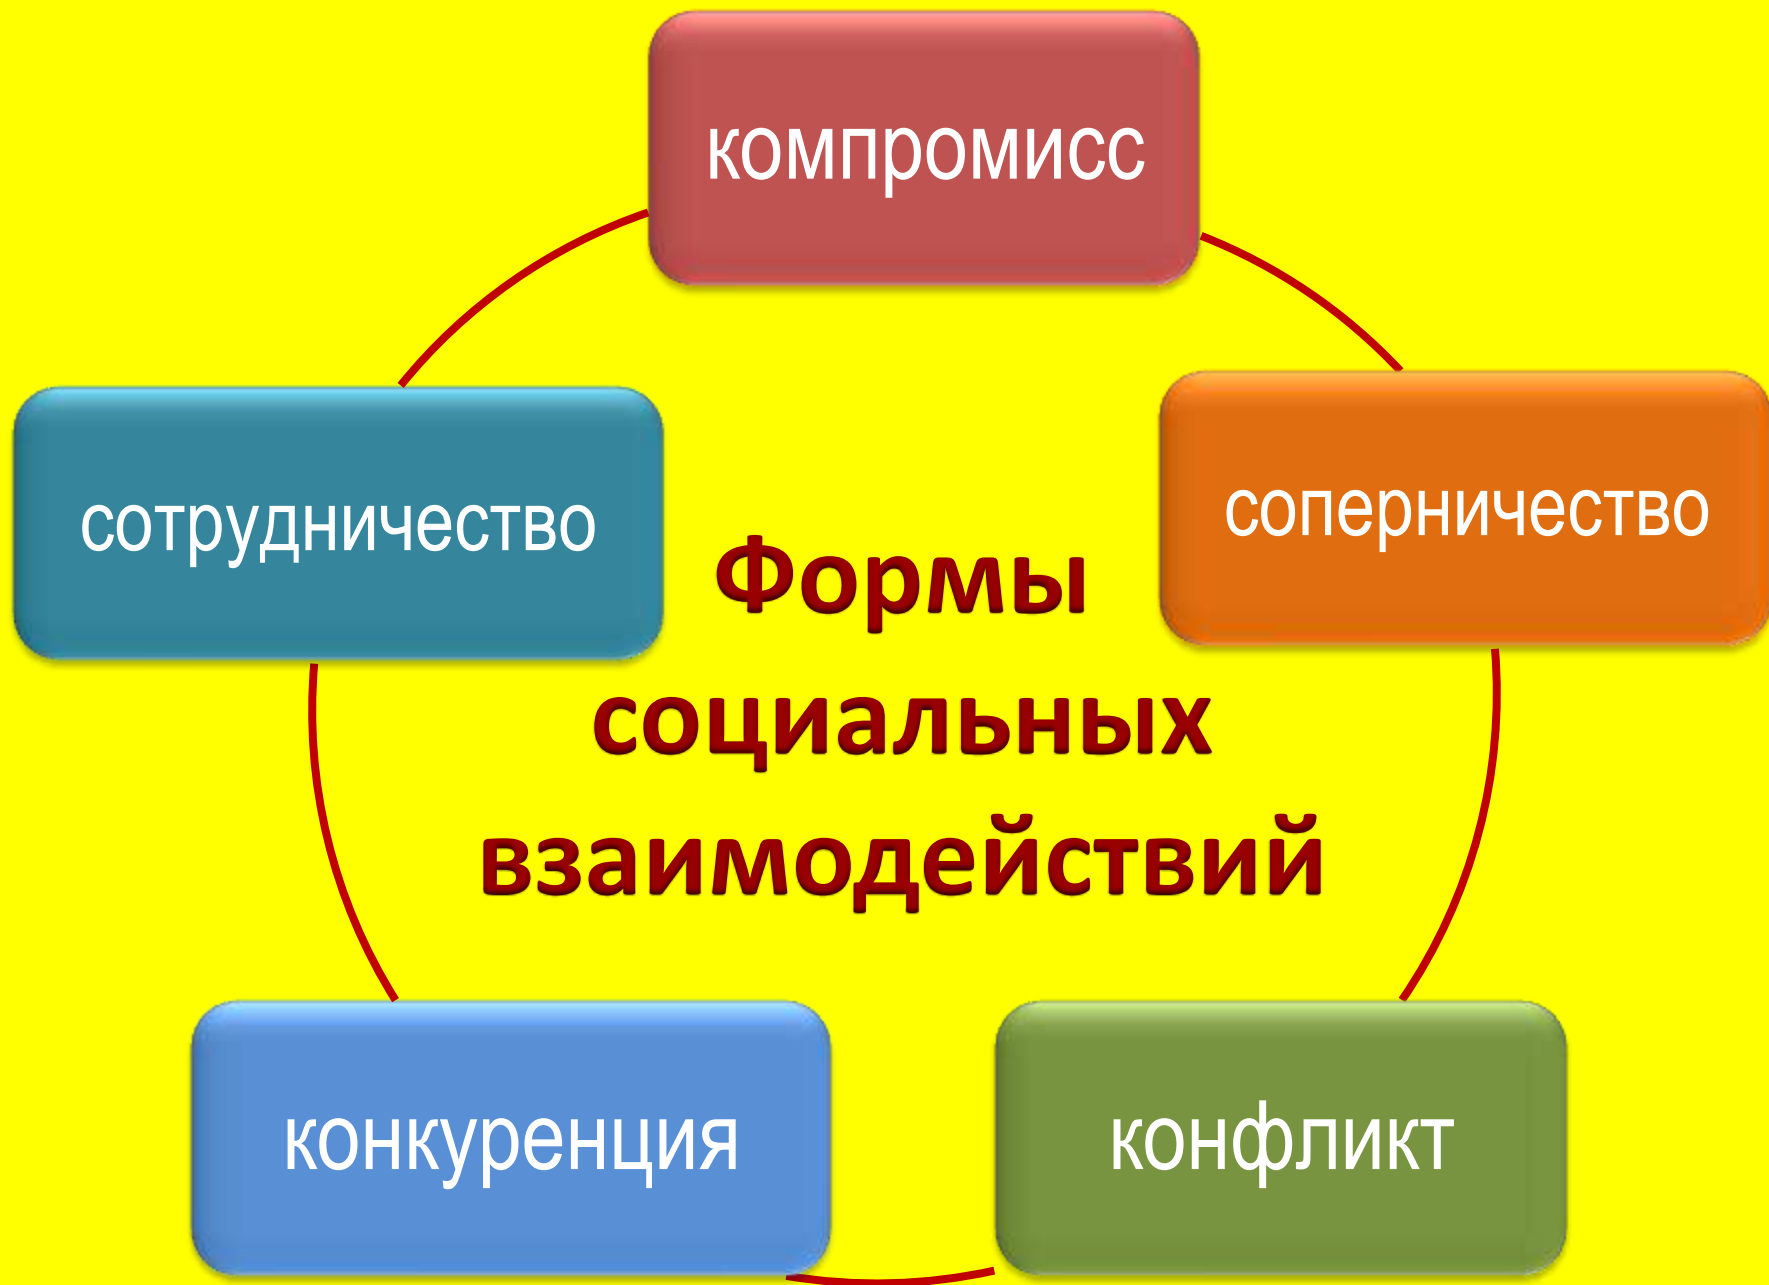 компромисс
сотрудничество
соперничество
Формы
социальных
взаимодействий
конкуренция
конфликт